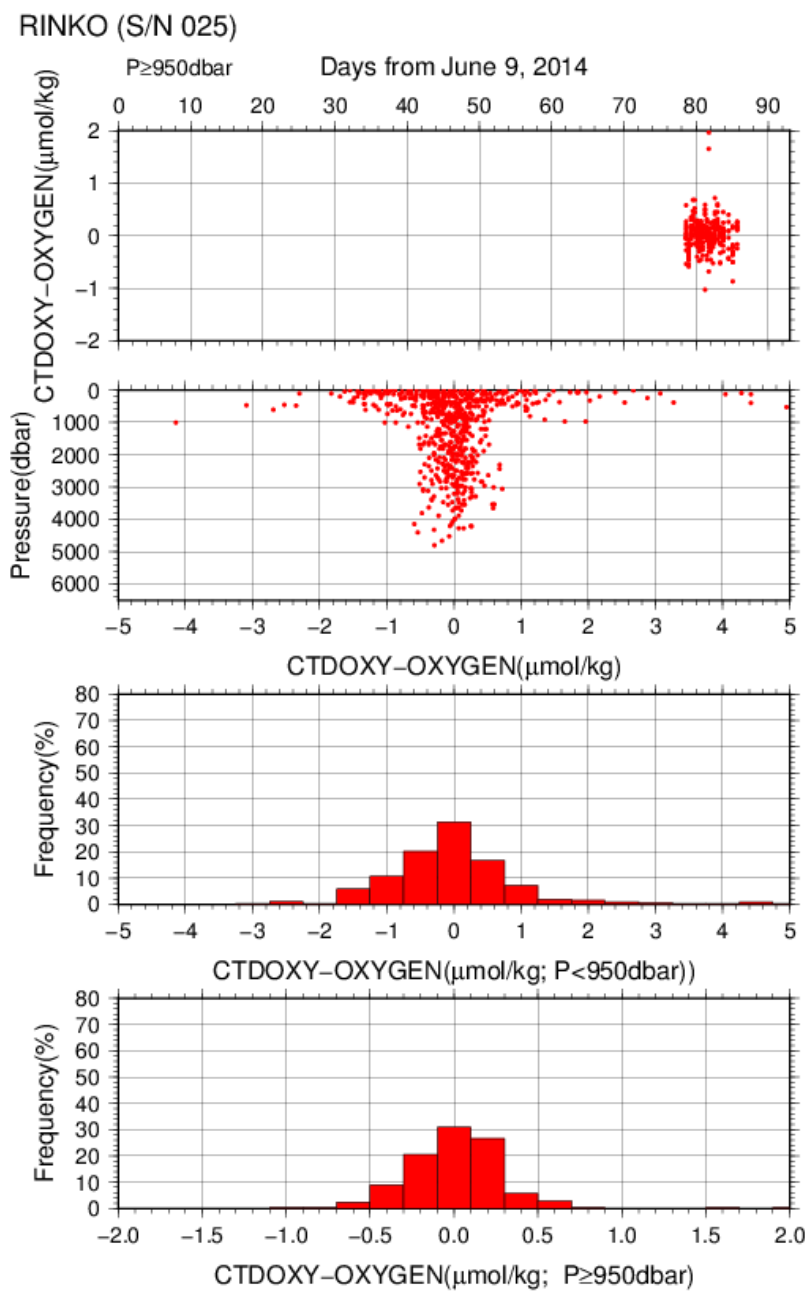 RINKO (S/N 025)
P≥950dbar Days from June 9, 2014
0 10 20 30 40 50 60 70 80 90
CTDOXY−OXYGEN(μmol/kg)
2
1
0
−1
−2
Pressure(dbar)
0
1000
2000
3000
4000
5000
6000
−5 −4 −3 −2 −1 0 1 2 3 4 5
CTDOXY−OXYGEN(μmol/kg)
Frequency(%)
80
70
60
50
40
30
20
10
0
−5 −4 −3 −2 −1 0 1 2 3 4 5
CTDOXY−OXYGEN(μmol/kg; P<950dbar))
Frequency(%)
80
70
60
50
40
30
20
10
0
−2.0 −1.5 −1.0 −0.5 0.0 0.5 1.0 1.5 2.0
CTDOXY−OXYGEN(μmol/kg; P≥950dbar)